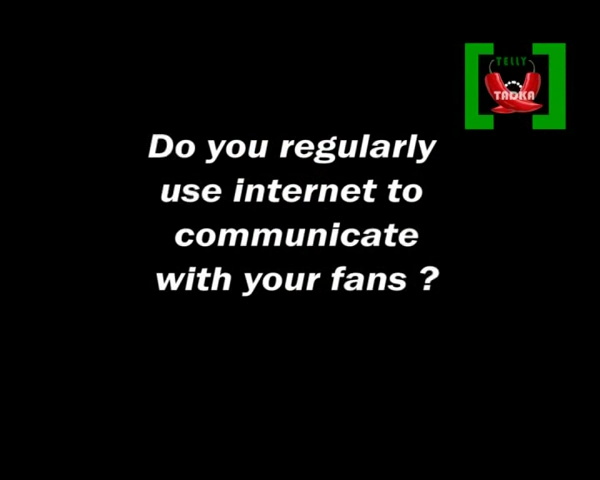 TELLY
TADKA
Do you regularly
use internet to
communicate
with your fans ?